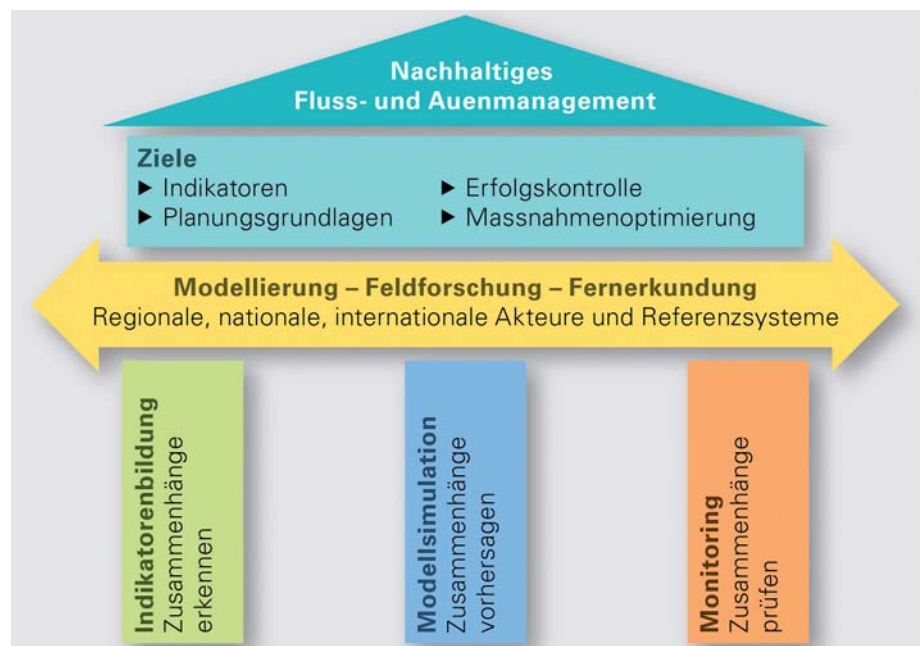 Nachhaltiges
Fluss- und Auenmanagement
Ziele
▶ Indikatoren
▶ Planungsgrundlagen
▶ Erfolgskontrolle
▶ Massnahmenoptimierung
Modellierung – Feldforschung – Fernerkundung
Regionale, nationale, internationale Akteure und Referenzsysteme
Indikatorenbildung
Zusammenhänge
erkennen
Modellsimulation
Zusammenhänge
vorhersagen
Monitoring
Zusammenhänge
prüfen